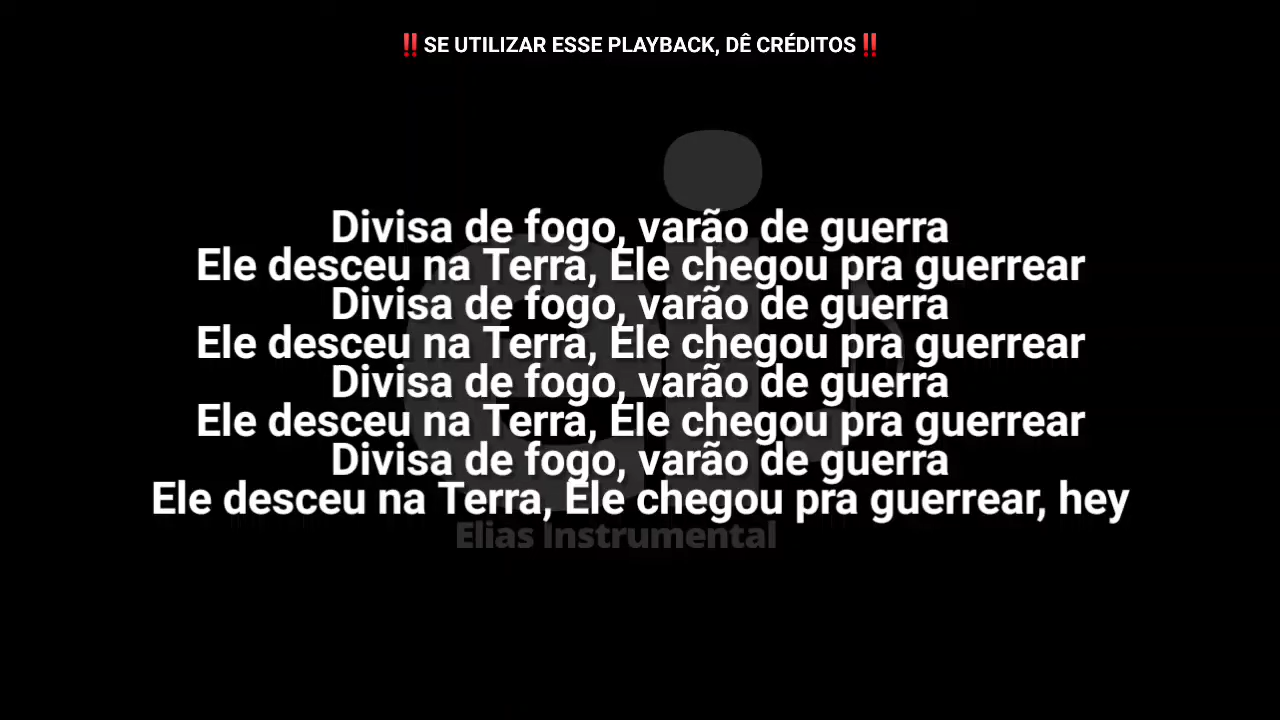 ‼️SE UTILIZAR ESSE PLAYBACK, DÊ CRÉDITOS‼️
Divisa de fogo, varão de guerra
Ele desceu na Terra, Ele chegou pra guerrear
Divisa de fogo, varão de guerra
Ele desceu na Terra, Ele chegou pra guerrear
Divisa de fogo, varão de guerra
Ele desceu na Terra, Ele chegou pra guerrear
Divisa de fogo, varão de guerra
Ele desceu na Terra, Ele chegou pra guerrear, hey
ei
Elias Instrumental